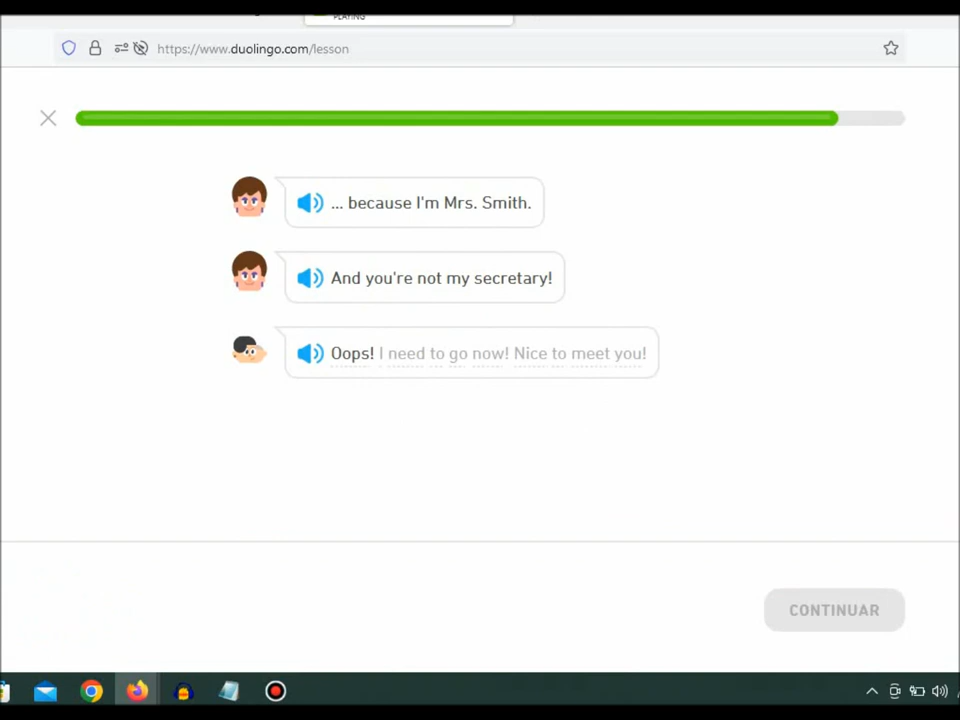 PLAYING
https://www.duolingo.com/lesson
... because I'm Mrs. Smith.
And you're not my secretary!
Oops! I need to go now! Nice to meet you!
CONTINUAR